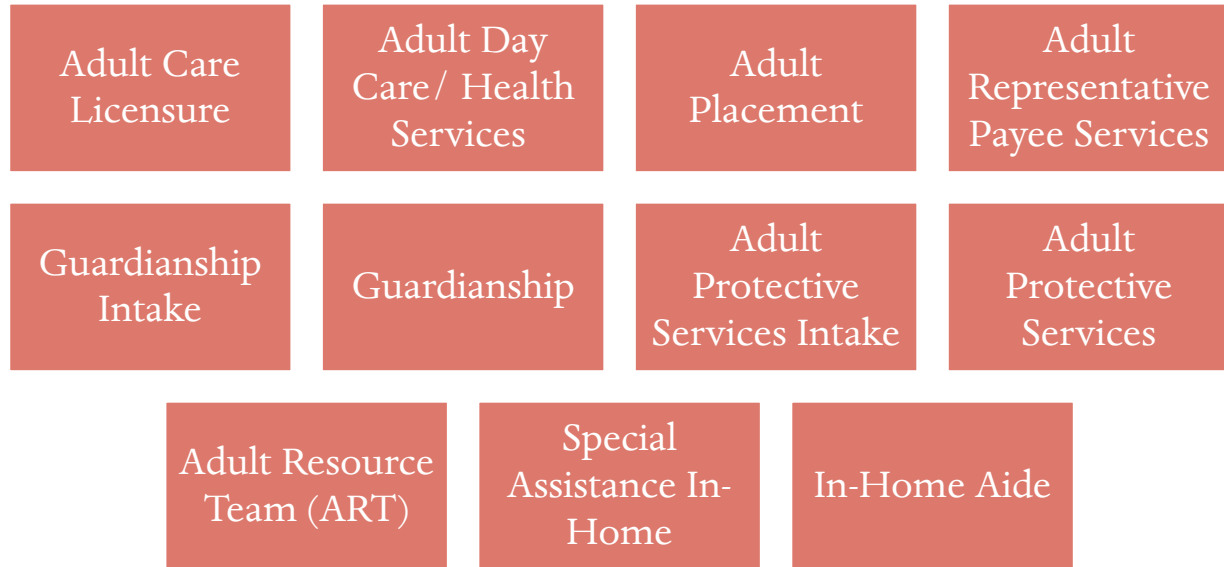 Adult Care
Licensure
Adult Day
Care/ Health
Services
Adult
Placement
Adult
Representative
Payee Services
Guardianship
Intake
Guardianship
Adult
Protective
Services Intake
Adult
Protective
Services
Adult Resource
Team (ART)
Special
Assistance In-
Home
In-Home Aide